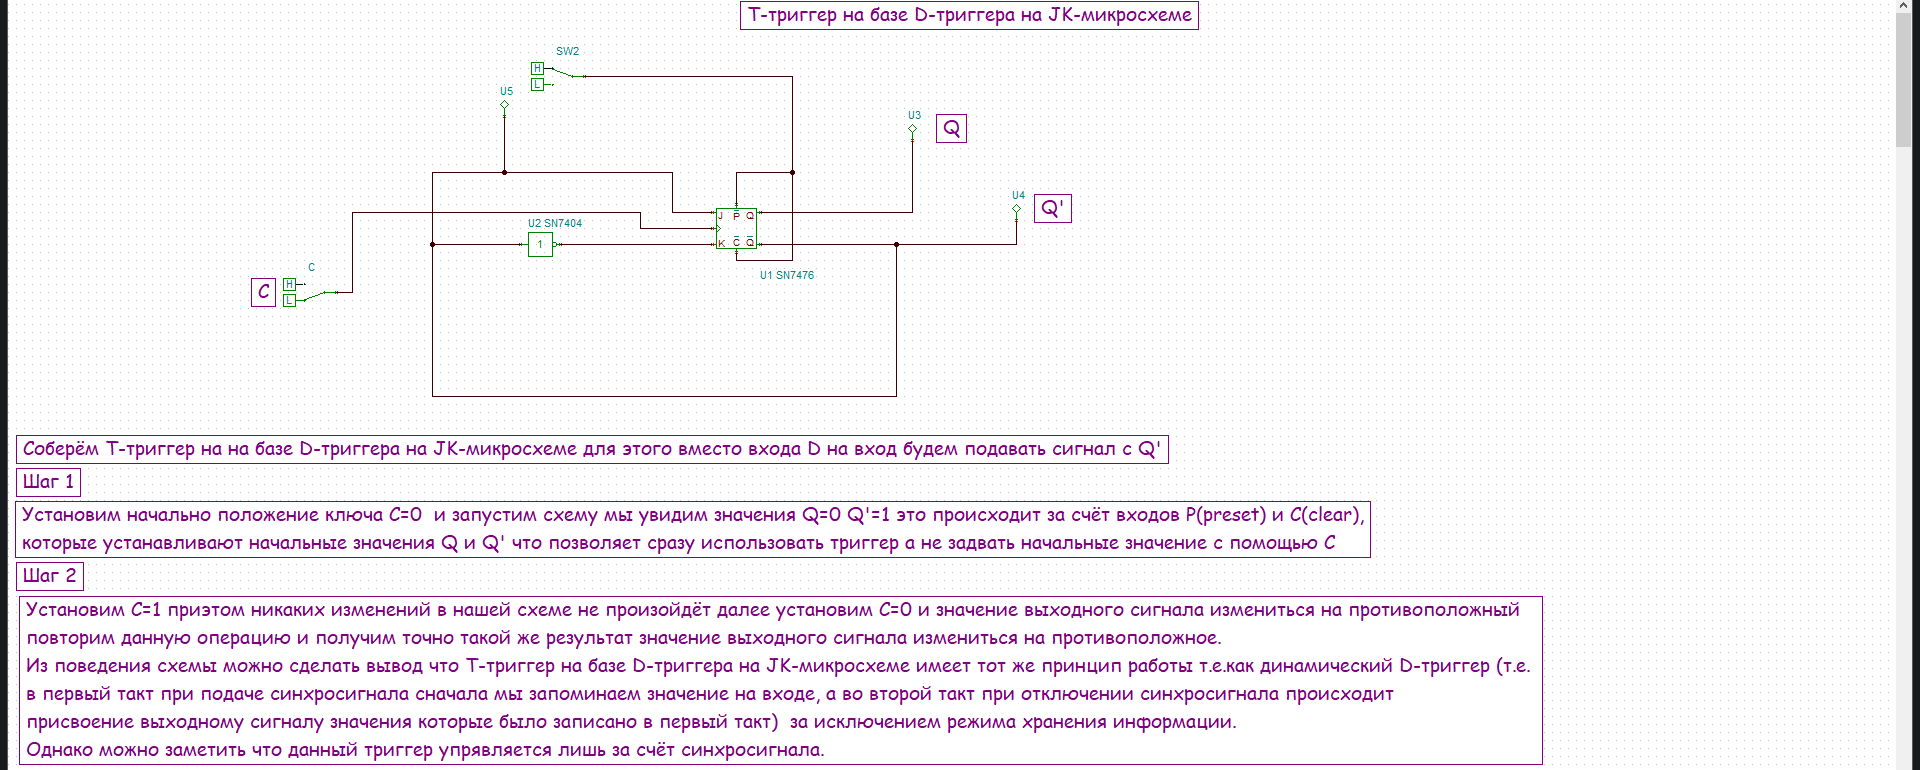 Т-триггер на базе D-триггера на JK-микросхеме
SW2
H
L
U5
U3
Q
U4
Q'
U2 SN7404
1
J P Q
K C Q
U1 SN7476
C
C
H
L
Соберём Т-триггер на на базе D-триггера на JK-микросхеме для этого вместо входа D на вход будем подавать сигнал с Q'
Шаг 1
Установим начально положение ключа C=0 и запустим схему мы увидим значения Q=0 Q'=1 это происходит за счёт входов P(preset) и C(clear),
которые устанавливают начальные значения Q и Q' что позволяет сразу использовать триггер а не задвать начальные значение с помощью C
Шаг 2
Установим C=1 приэтом никаких изменений в нашей схеме не произойдёт далее установим C=0 и значение выходного сигнала измениться на противоположный
повторим данную операцию и получим точно такой же результат значение выходного сигнала измениться на противоположное.
Из поведения схемы можно сделать вывод что Т-триггер на базе D-триггера на JK-микросхеме имеет тот же принцип работы т.е.как динамический D-триггер (т.е.
в первый такт при подаче синхросигнала сначала мы запоминаем значение на входе, а во второй такт при отключении синхросигнала происходит
присвоение выходному сигналу значения которые было записано в первый такт) за исключением режима хранения информации.
Однако можно заметить что данный триггер упрявляется лишь за счёт синхросигнала.